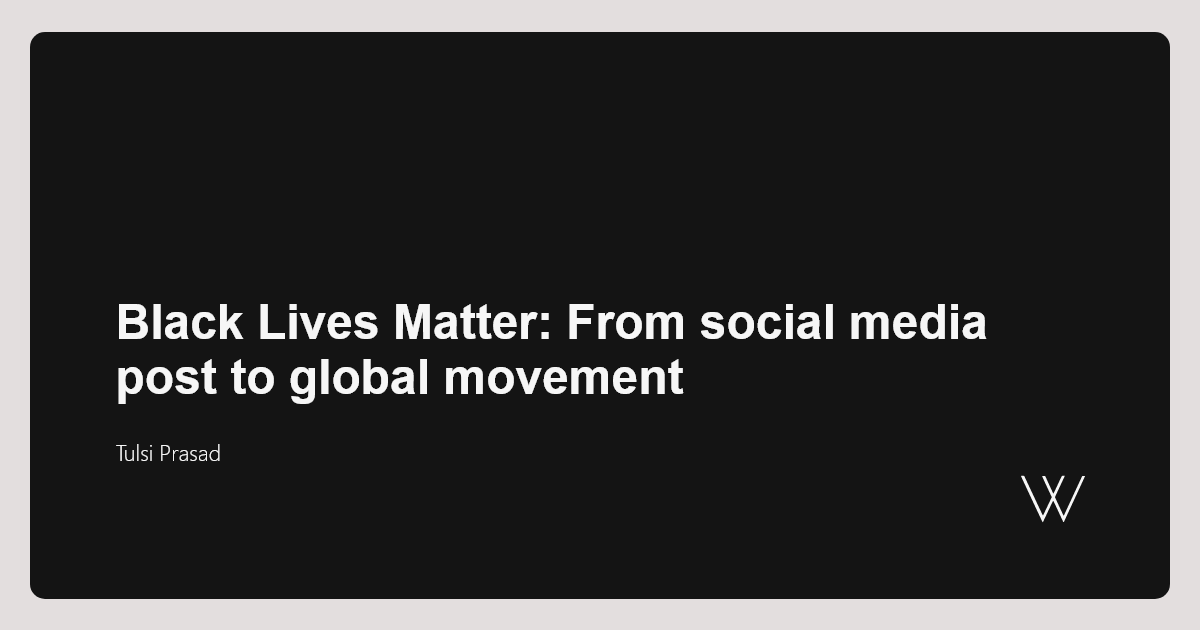 Black Lives Matter: From social media
post to global movement
Tulsi Prasad
W